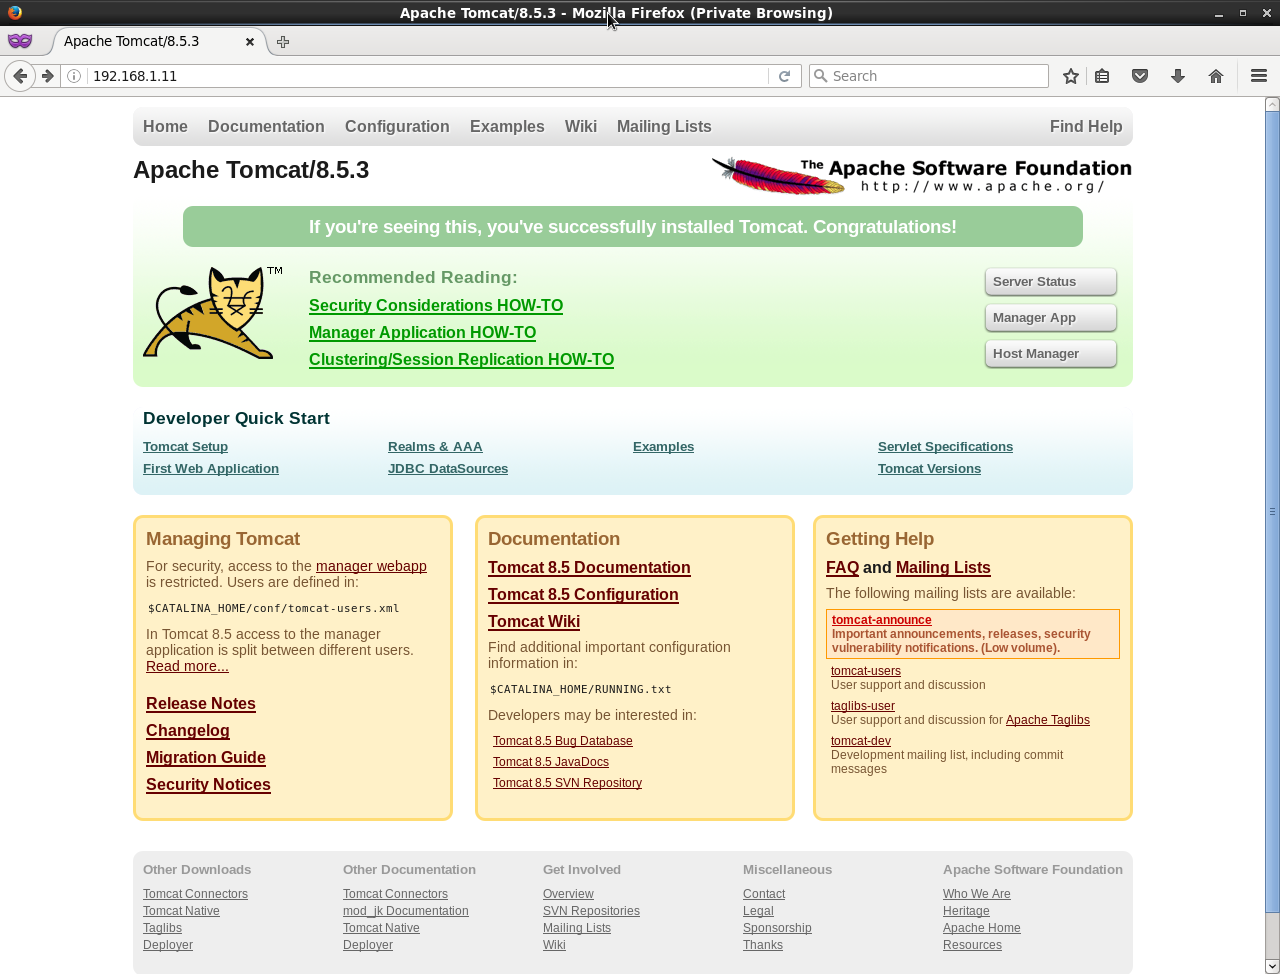 Apache Tomcat/8.5.3 - Mozilla Firefox (Private Browsing)
Apache Tomcat/8.5.3
192.168.1.11
Search
Home Documentation Configuration Examples Wiki Mailing Lists Find Help
Apache Tomcat/8.5.3
The Apache Software Foundation
http://www.apache.org/
If you're seeing this, you've successfully installed Tomcat. Congratulations!
TM
Recommended Reading:
Security Considerations HOW-TO
Manager Application HOW-TO
Clustering/Session Replication HOW-TO
Server Status
Manager App
Host Manager
Developer Quick Start
Tomcat Setup
First Web Application
Realms & AAA
JDBC DataSources
Examples
Servlet Specifications
Tomcat Versions
Managing Tomcat
For security, access to the manager webapp
is restricted. Users are defined in:
$CATALINA_HOME/conf/tomcat-users.xml
In Tomcat 8.5 access to the manager
application is split between different users.
Read more...
Release Notes
Changelog
Migration Guide
Security Notices
Documentation
Tomcat 8.5 Documentation
Tomcat 8.5 Configuration
Tomcat Wiki
Find additional important configuration
information in:
$CATALINA_HOME/RUNNING.txt
Developers may be interested in:
Tomcat 8.5 Bug Database
Tomcat 8.5 JavaDocs
Tomcat 8.5 SVN Repository
Getting Help
FAQ and Mailing Lists
The following mailing lists are available:
tomcat-announce
Important announcements, releases, security
vulnerability notifications. (Low volume).
tomcat-users
User support and discussion
taglibs-user
User support and discussion for Apache Taglibs
tomcat-dev
Development mailing list, including commit
messages
Other Downloads
Tomcat Connectors
Tomcat Native
Taglibs
Deployer
Other Documentation
Tomcat Connectors
mod_jk Documentation
Tomcat Native
Deployer
Get Involved
Overview
SVN Repositories
Mailing Lists
Wiki
Miscellaneous
Contact
Legal
Sponsorship
Thanks
Apache Software Foundation
Who We Are
Heritage
Apache Home
Resources